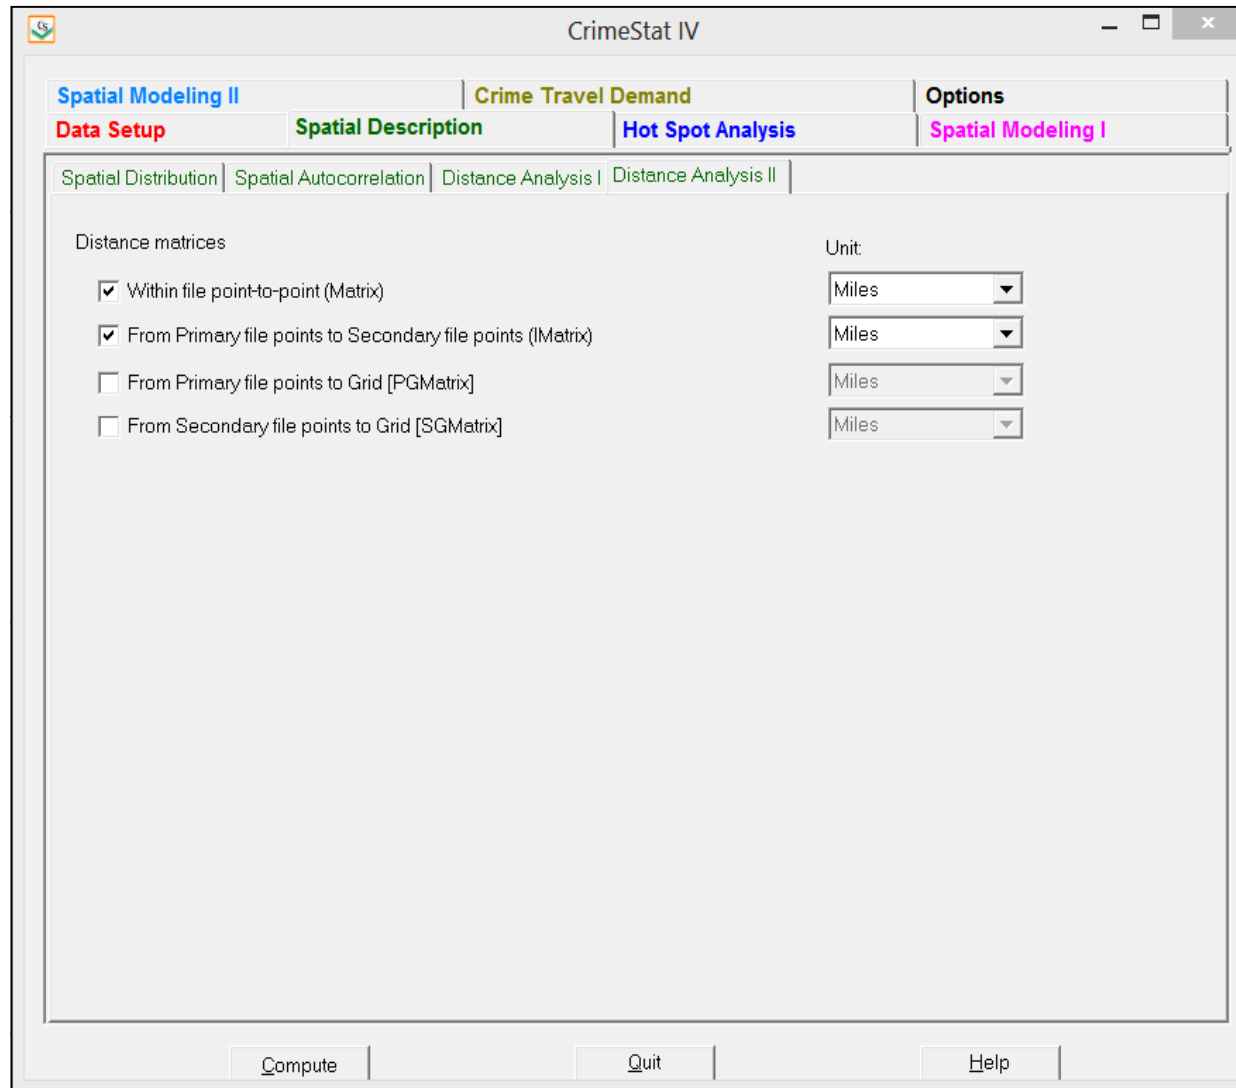 CrimeStat IV
Spatial Modeling II Crime Travel Demand Options
Data Setup Spatial Description Hot Spot Analysis Spatial Modeling I
Spatial Distribution Spatial Autocorrelation Distance Analysis I Distance Analysis II
Distance matrices Unit:
Within file point-to-point (Matrix) Miles
From Primary file points to Secondary file points (IMatrix) Miles
From Primary file points to Grid [PGMatrix] Miles
From Secondary file points to Grid [SGMatrix] Miles
Compute Quit Help